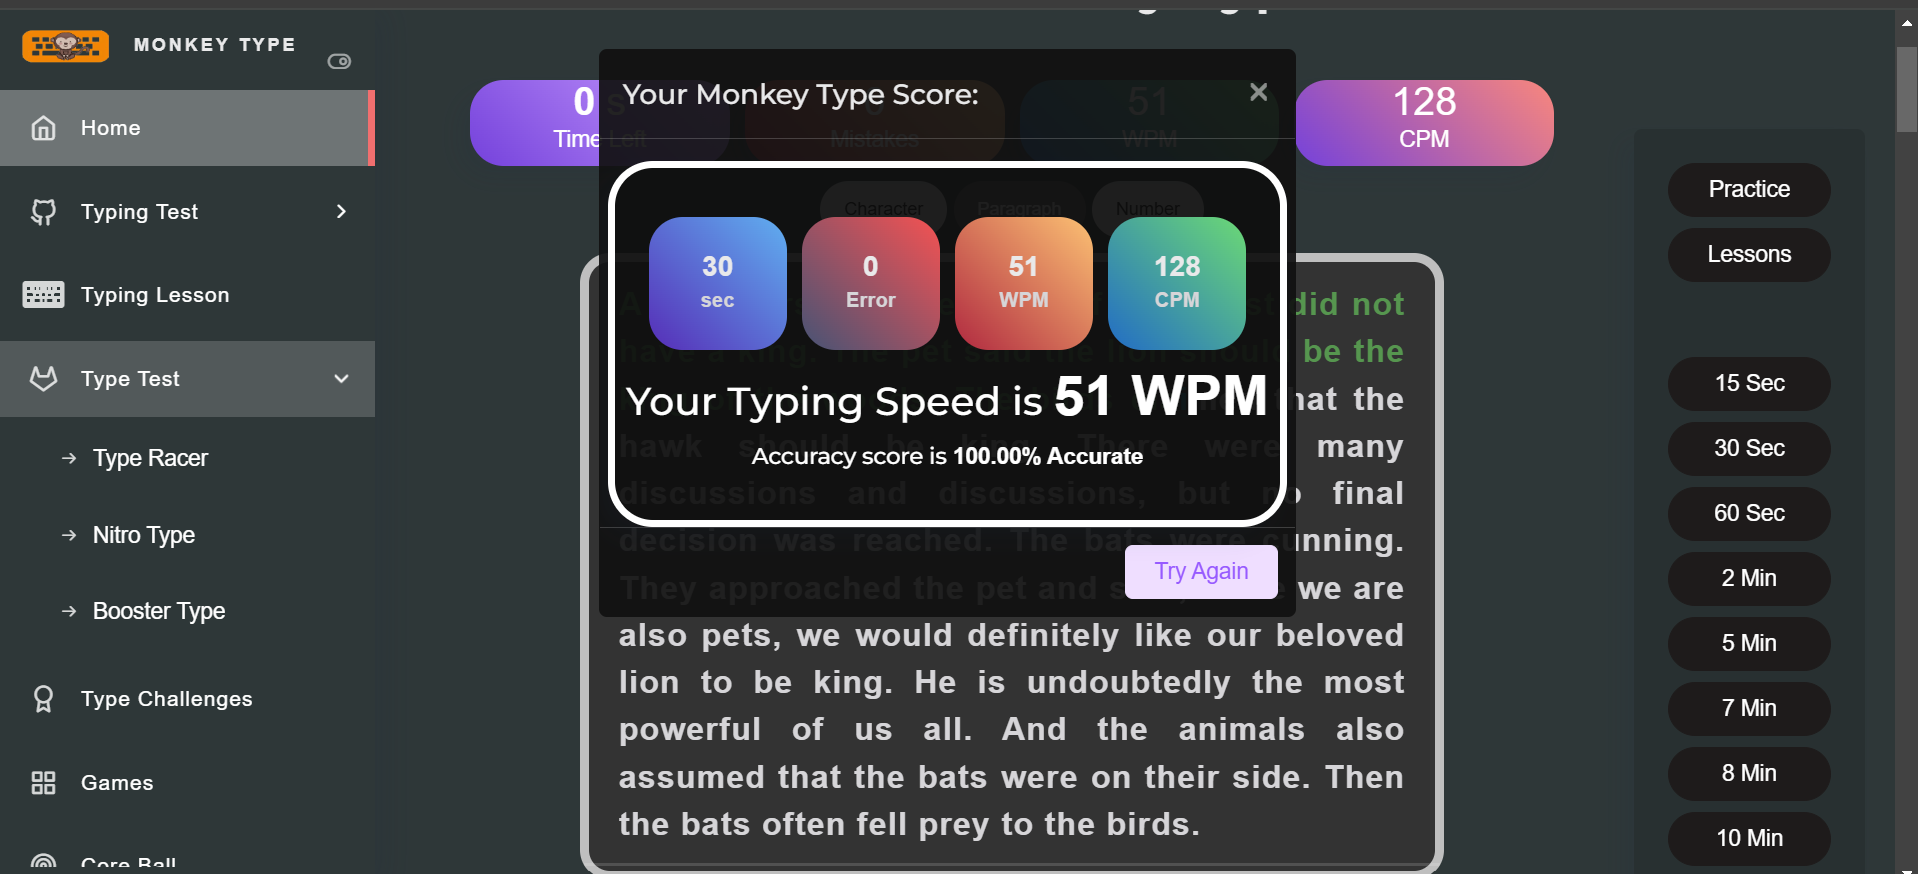 MONKEY TYPE
Home
Typing Test
Typing Lesson
Type Test
Type Racer
Nitro Type
Booster Type
Type Challenges
Games
Core Ball
0 s
Time Left
Mistakes
51
WPM
128
CPM
Your Monkey Type Score:
Character
Paragraph
Number
30
sec
0
Error
51
WPM
128
CPM
Your Typing Speed is 51 WPM
Accuracy score is 100.00% Accurate
Try Again
did not
have a king. The pet said the lion should be the
that the
hawk should be king. There were many
discussions and discussions, but no final
decision was reached. The bats were cunning.
They approached the pet and we are
also pets, we would definitely like our beloved
lion to be king. He is undoubtedly the most
powerful of us all. And the animals also
assumed that the bats were on their side. Then
the bats often fell prey to the birds.
Practice
Lessons
15 Sec
30 Sec
60 Sec
2 Min
5 Min
7 Min
8 Min
10 Min